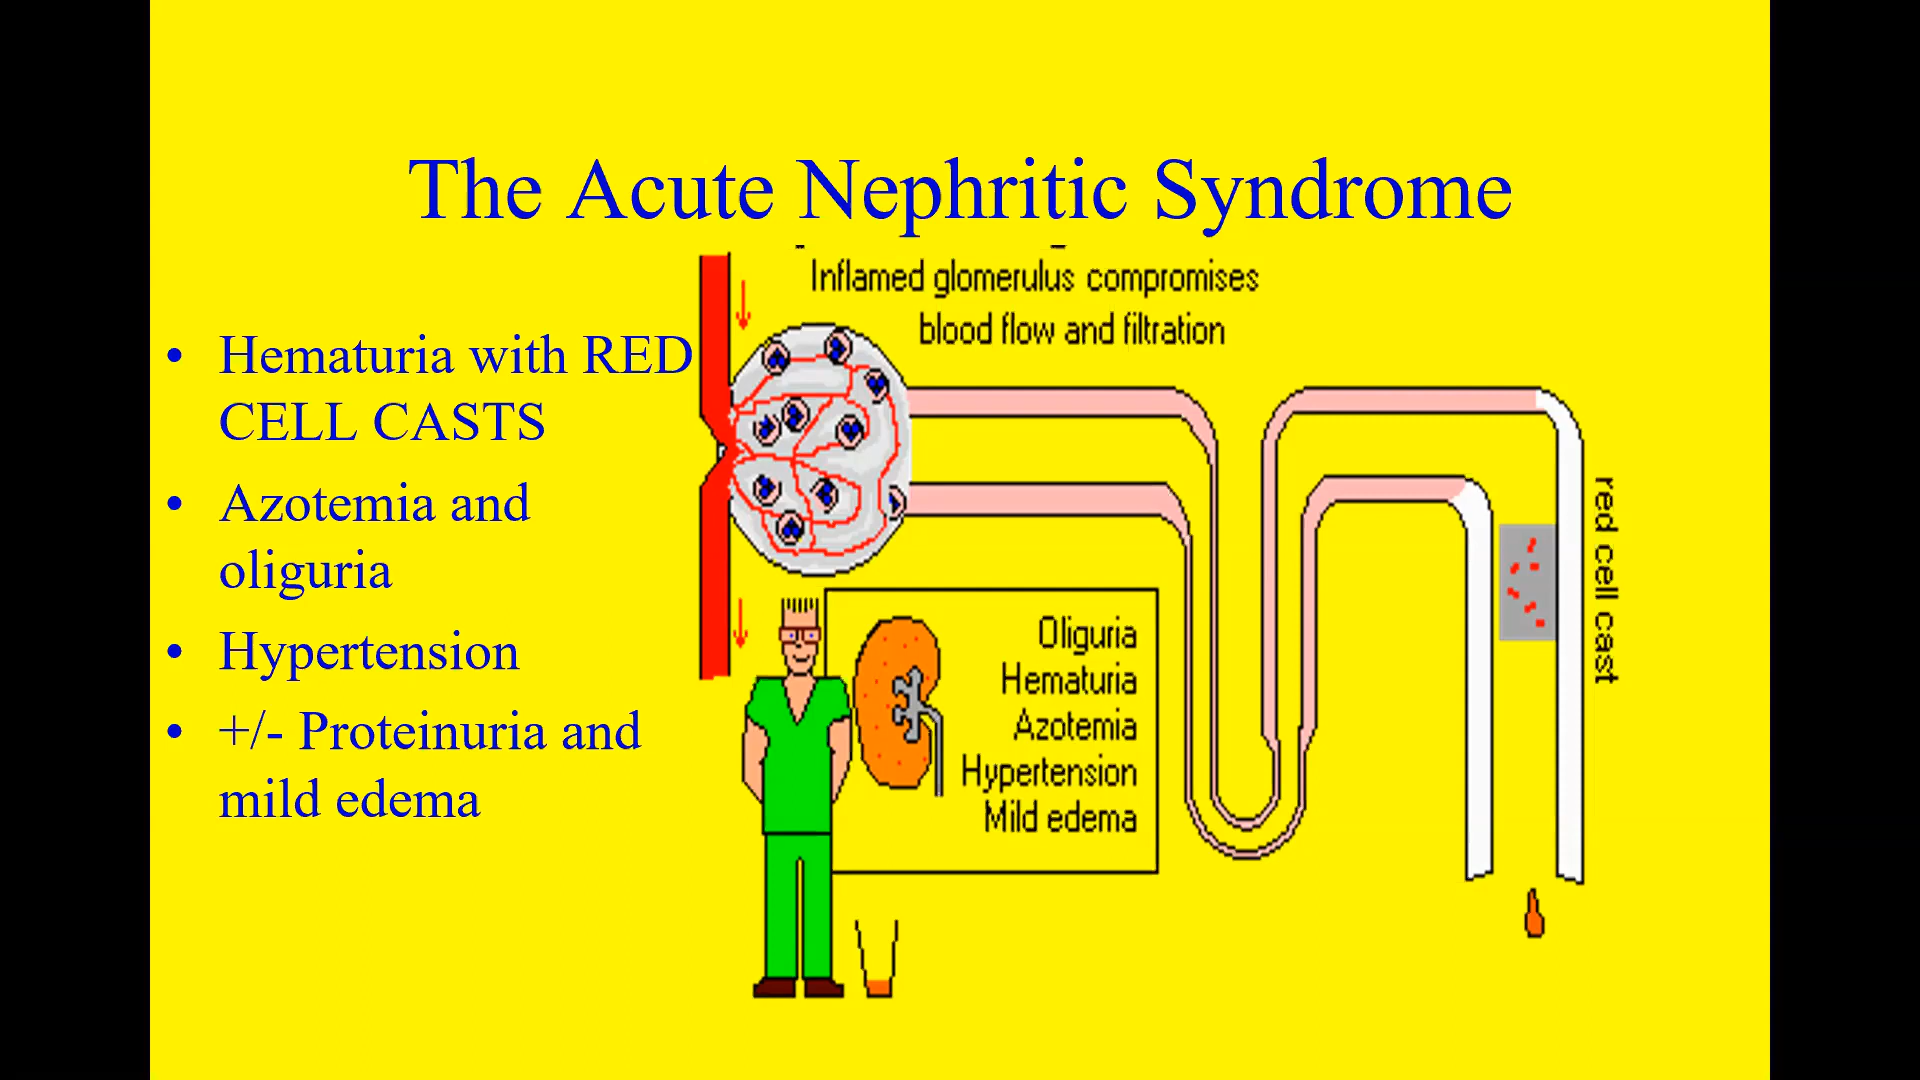 The Acute Nephritic Syndrome
• Hematuria with RED
CELL CASTS
• Azotemia and
oliguria
• Hypertension
• +/- Proteinuria and
mild edema
Inflamed glomerulus compromises
blood flow and filtration
red cell cast
Oliguria
Hematuria
Azotemia
Hypertension
Mild edema